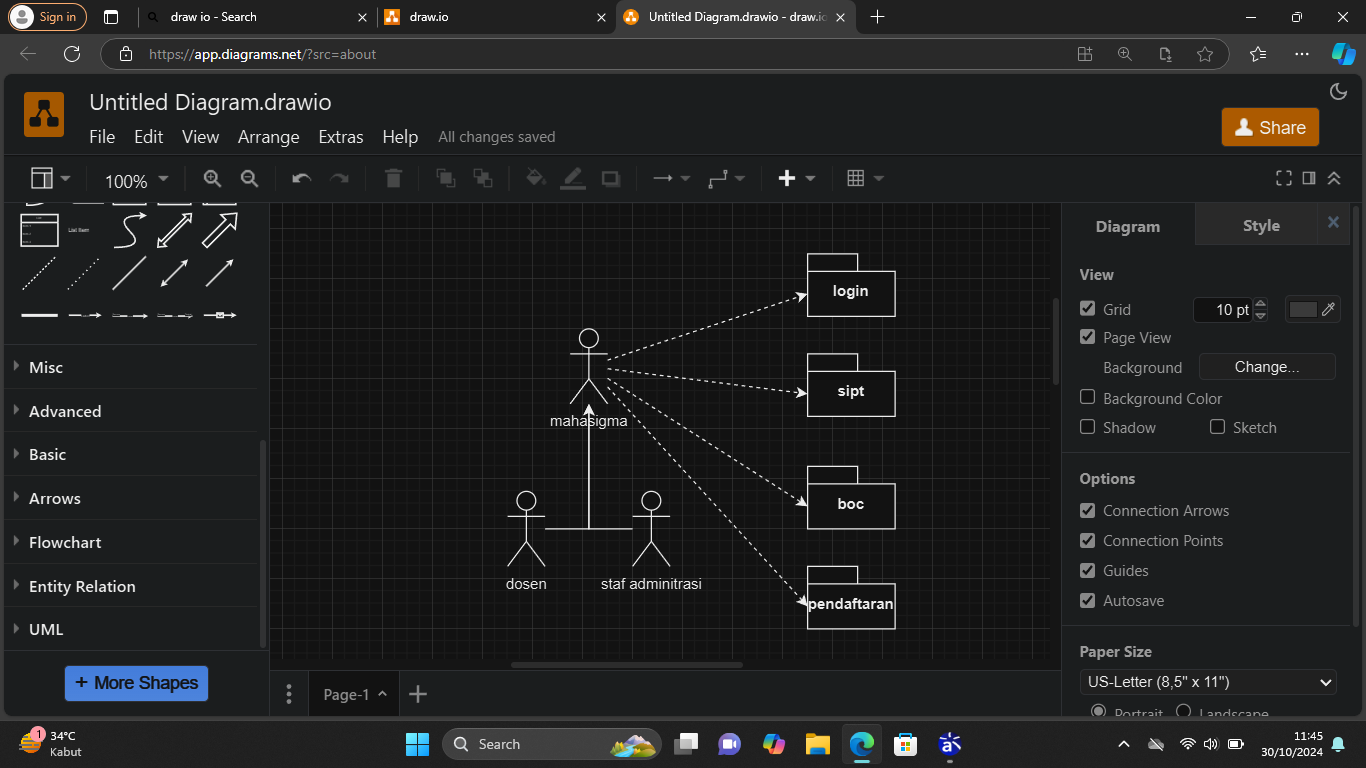 Sign in
draw io - Search
draw.io
Untitled Diagram.drawio - draw.io
https://app.diagrams.net/?src=about
Untitled Diagram.drawio
File Edit View Arrange Extras Help All changes saved
Share
100%
List Item
Misc
Advanced
Basic
Arrows
Flowchart
Entity Relation
UML
+ More Shapes
login
sipt
mahasigma
boc
dosen
staf adminitrasi
pendaftaran
Page-1
Diagram
Style
View
Grid
10 pt
Page View
Background
Change...
Background Color
Shadow
Sketch
Options
Connection Arrows
Connection Points
Guides
Autosave
Paper Size
US-Letter (8,5" x 11")
Portrait
Landscape
1
34°C
Kabut
Search
11:45
30/10/2024